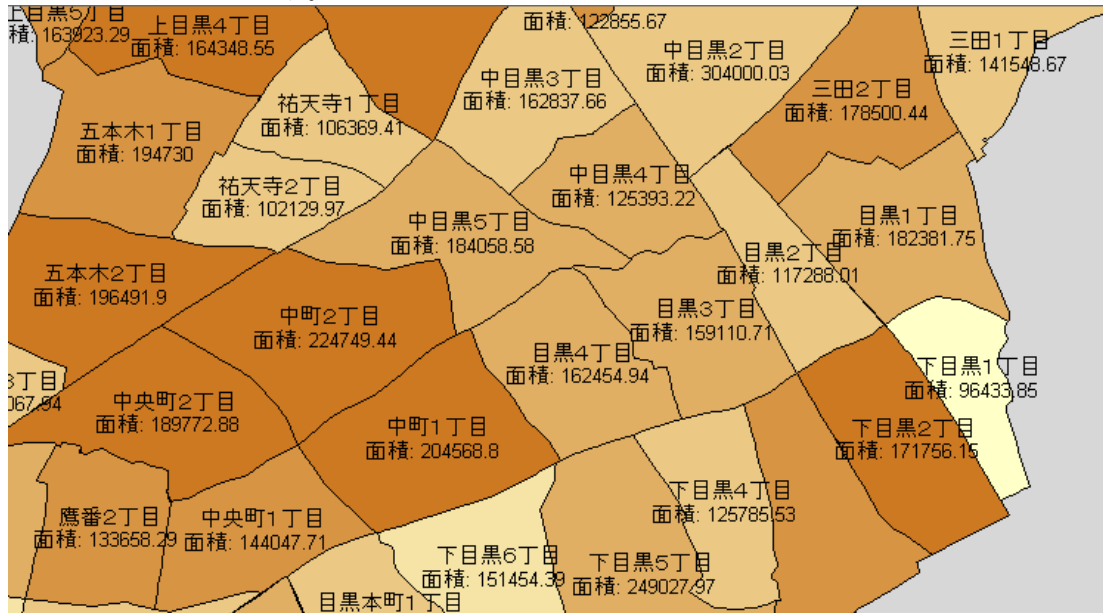 上目黒5丁目
面積: 163923.29
上目黒4丁目
面積: 164348.55
面積: 122855.67
中目黒2丁目
面積: 304000.03
三田1丁目
面積: 141548.67
中目黒3丁目
面積: 162837.66
三田2丁目
面積: 178500.44
祐天寺1丁目
面積: 106369.41
五本木1丁目
面積: 194730
祐天寺2丁目
面積: 102129.97
中目黒4丁目
面積: 125393.22
中目黒5丁目
面積: 184058.58
目黒1丁目
面積: 182381.75
目黒2丁目
面積: 117288.01
五本木2丁目
面積: 196491.9
中町2丁目
面積: 224749.44
目黒3丁目
面積: 159110.71
目黒4丁目
面積: 162454.94
下目黒1丁目
面積: 96433.85
3丁目
067.94
中央町2丁目
面積: 189772.88
中町1丁目
面積: 204568.8
下目黒2丁目
面積: 171756.15
下目黒4丁目
面積: 125785.53
鷹番2丁目
面積: 133658.29
中央町1丁目
面積: 144047.71
下目黒6丁目
面積: 151454.39
下目黒5丁目
面積: 249027.97
目黒本町1丁目